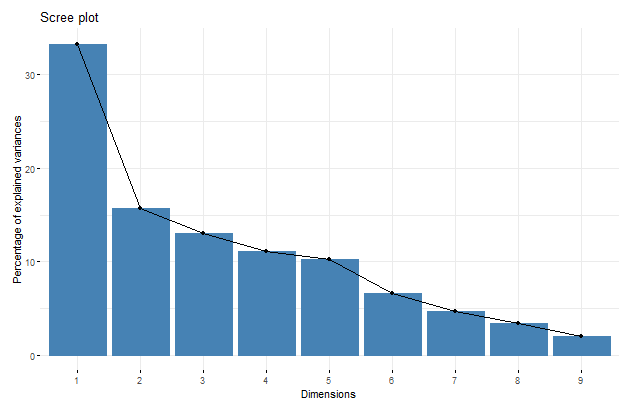 Scree plot
Percentage of explained variances
30
20
10
0
1 2 3 4 5 6 7 8 9
Dimensions